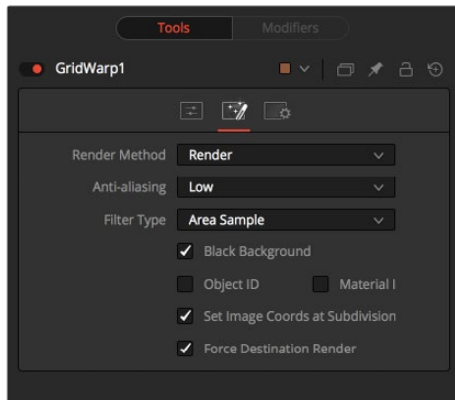 Tools Modifiers
GridWarp1
Render Method Render
Anti-aliasing Low
Filter Type Area Sample
Black Background
Object ID Material I
Set Image Coords at Subdivision
Force Destination Render